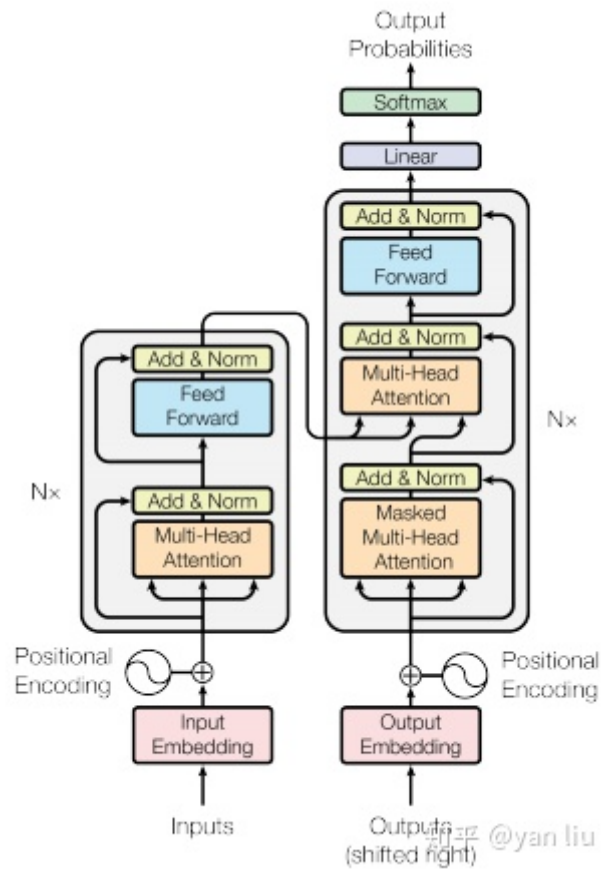 Output
Probabilities
Softmax
Linear
Add & Norm
Feed
Forward
Add & Norm
Multi-Head
Attention
Add & Norm
Masked
Multi-Head
Attention
N×
Add & Norm
Feed
Forward
Add & Norm
Multi-Head
Attention
N×
Positional
Encoding
Positional
Encoding
Input
Embedding
Output
Embedding
Inputs
Outputs
(shifted right)
知乎 @yan liu